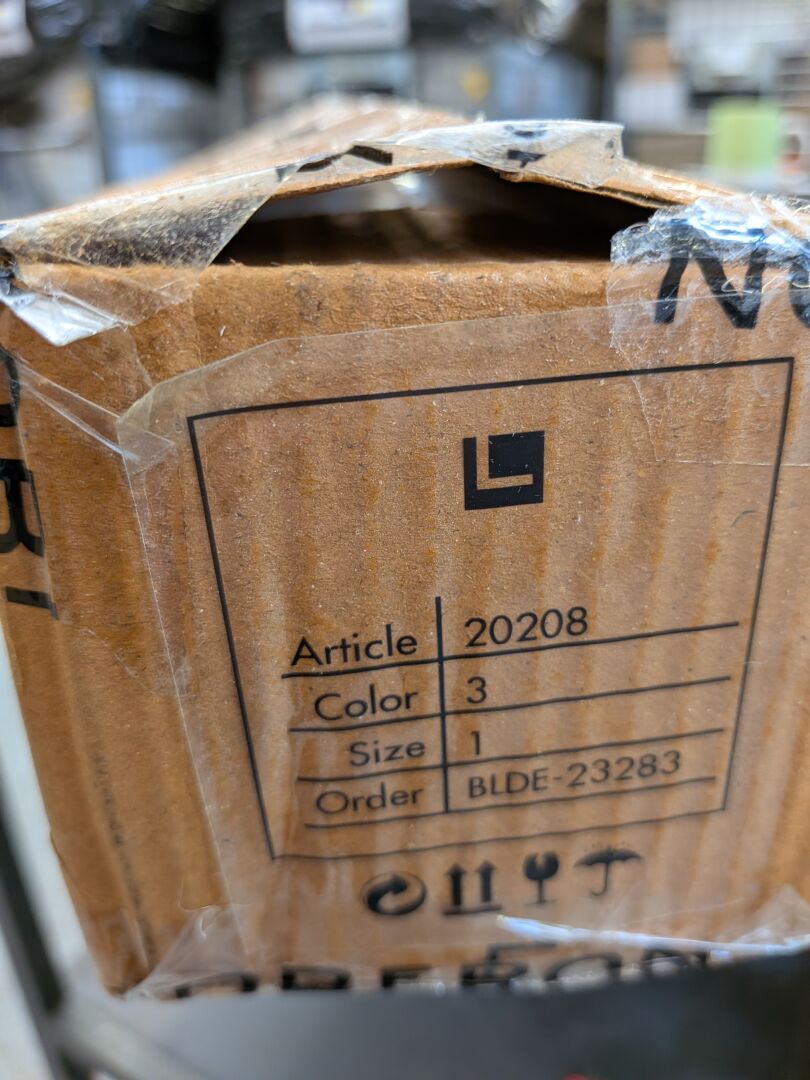 Article 20208
Color 3
Size 1
Order BLDE-23283